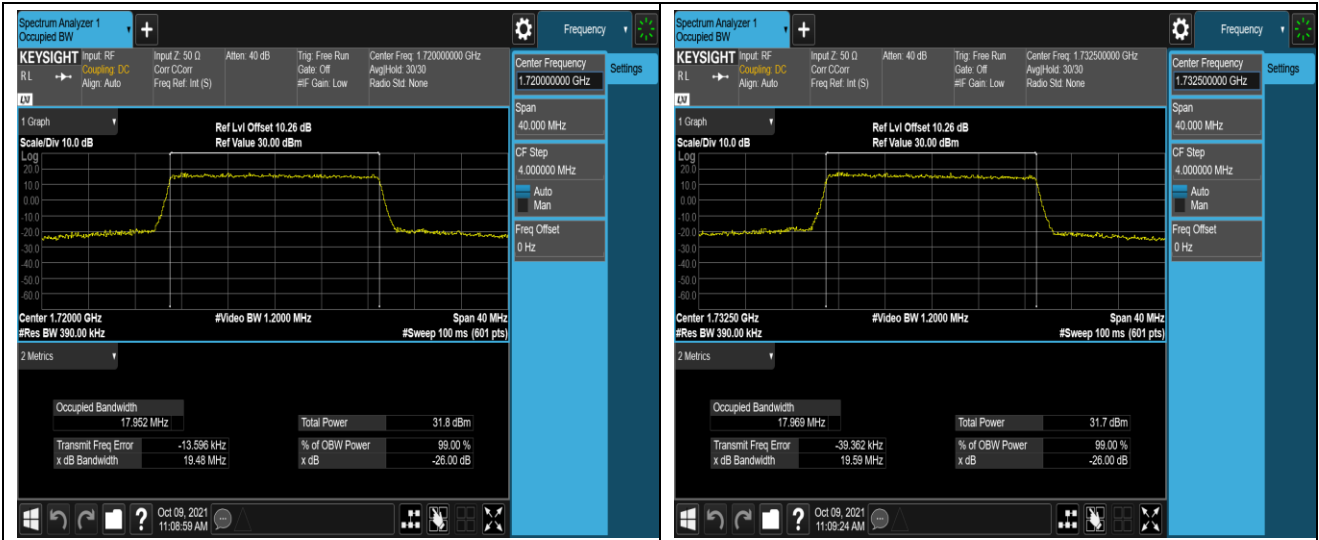 Spectrum Analyzer 1
Occupied BW
+
Frequency
KEYSIGHT
RL
LXI
Input: RF
Coupling: DC
Align: Auto
Input Z: 50 Ω
Corr CCorr
Freq Ref: Int (S)
Atten: 40 dB
Trig: Free Run
Gate: Off
#IF Gain: Low
Center Freq: 1.720000000 GHz
Avg|Hold: 30/30
Radio Std: None
Center Frequency
1.720000000 GHz
Settings
Span
40.000 MHz
CF Step
4.000000 MHz
Auto
Man
Freq Offset
0 Hz
1 Graph
Scale/Div 10.0 dB
Ref Lvl Offset 10.26 dB
Ref Value 30.00 dBm
Log
20.0
10.0
0.00
-10.0
-20.0
-30.0
-40.0
-50.0
-60.0
Center 1.72000 GHz
#Video BW 1.2000 MHz
Span 40 MHz
#Res BW 390.00 kHz
#Sweep 100 ms (601 pts)
2 Metrics
Occupied Bandwidth
17.952 MHz
Total Power 31.8 dBm
Transmit Freq Error -13.596 kHz
% of OBW Power 99.00 %
x dB Bandwidth 19.48 MHz
x dB -26.00 dB
?
Oct 09, 2021
11:08:59 AM
Spectrum Analyzer 1
Occupied BW
+
Frequency
KEYSIGHT
RL
LXI
Input: RF
Coupling: DC
Align: Auto
Input Z: 50 Ω
Corr CCorr
Freq Ref: Int (S)
Atten: 40 dB
Trig: Free Run
Gate: Off
#IF Gain: Low
Center Freq: 1.732500000 GHz
Avg|Hold: 30/30
Radio Std: None
Center Frequency
1.732500000 GHz
Settings
Span
40.000 MHz
CF Step
4.000000 MHz
Auto
Man
Freq Offset
0 Hz
1 Graph
Scale/Div 10.0 dB
Ref Lvl Offset 10.26 dB
Ref Value 30.00 dBm
Log
20.0
10.0
0.00
-10.0
-20.0
-30.0
-40.0
-50.0
-60.0
Center 1.73250 GHz
#Video BW 1.2000 MHz
Span 40 MHz
#Res BW 390.00 kHz
#Sweep 100 ms (601 pts)
2 Metrics
Occupied Bandwidth
17.969 MHz
Total Power 31.7 dBm
Transmit Freq Error -39.362 kHz
% of OBW Power 99.00 %
x dB Bandwidth 19.59 MHz
x dB -26.00 dB
?
Oct 09, 2021
11:09:24 AM